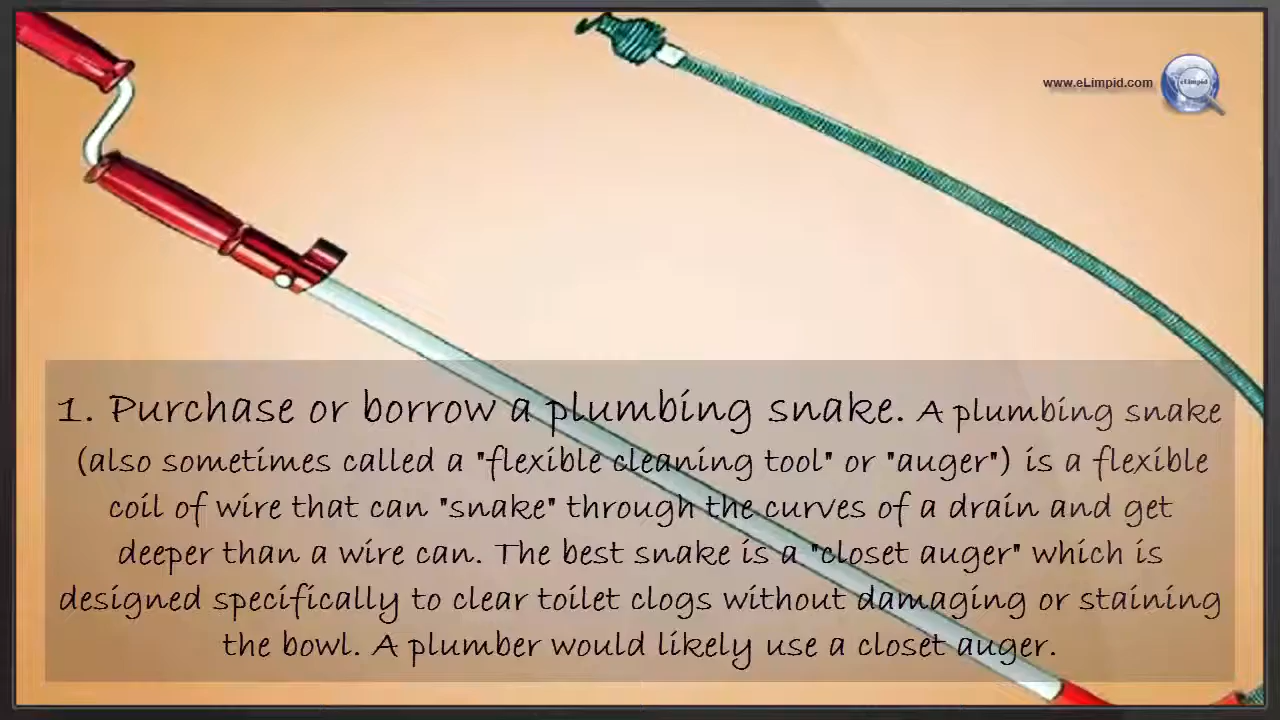 www.eLimpid.com
eLimpid
1. Purchase or borrow a plumbing snake. A plumbing snake
(also sometimes called a "flexible cleaning tool" or "auger") is a flexible
coil of wire that can "snake" through the curves of a drain and get
deeper than a wire can. The best snake is a "closet auger" which is
designed specifically to clear toilet clogs without damaging or staining
the bowl. A plumber would likely use a closet auger.